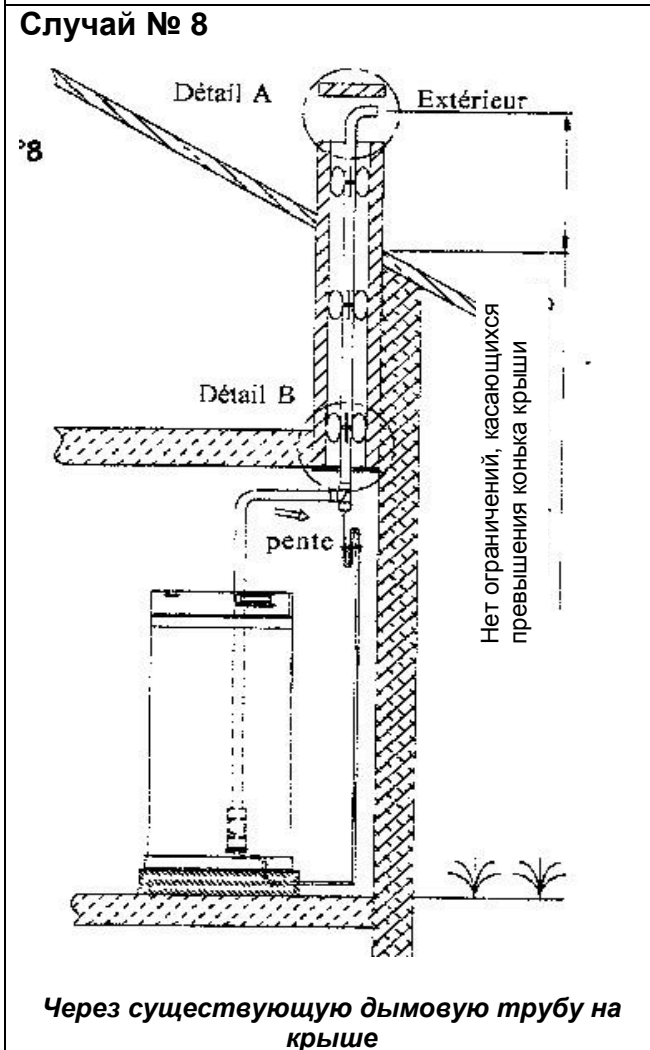 Случай № 8
Détail A
Extérieur
°8
Détail B
pente
Нет ограничений, касающихся
превышения конька крыши
Через существующую дымовую трубу на
крыше